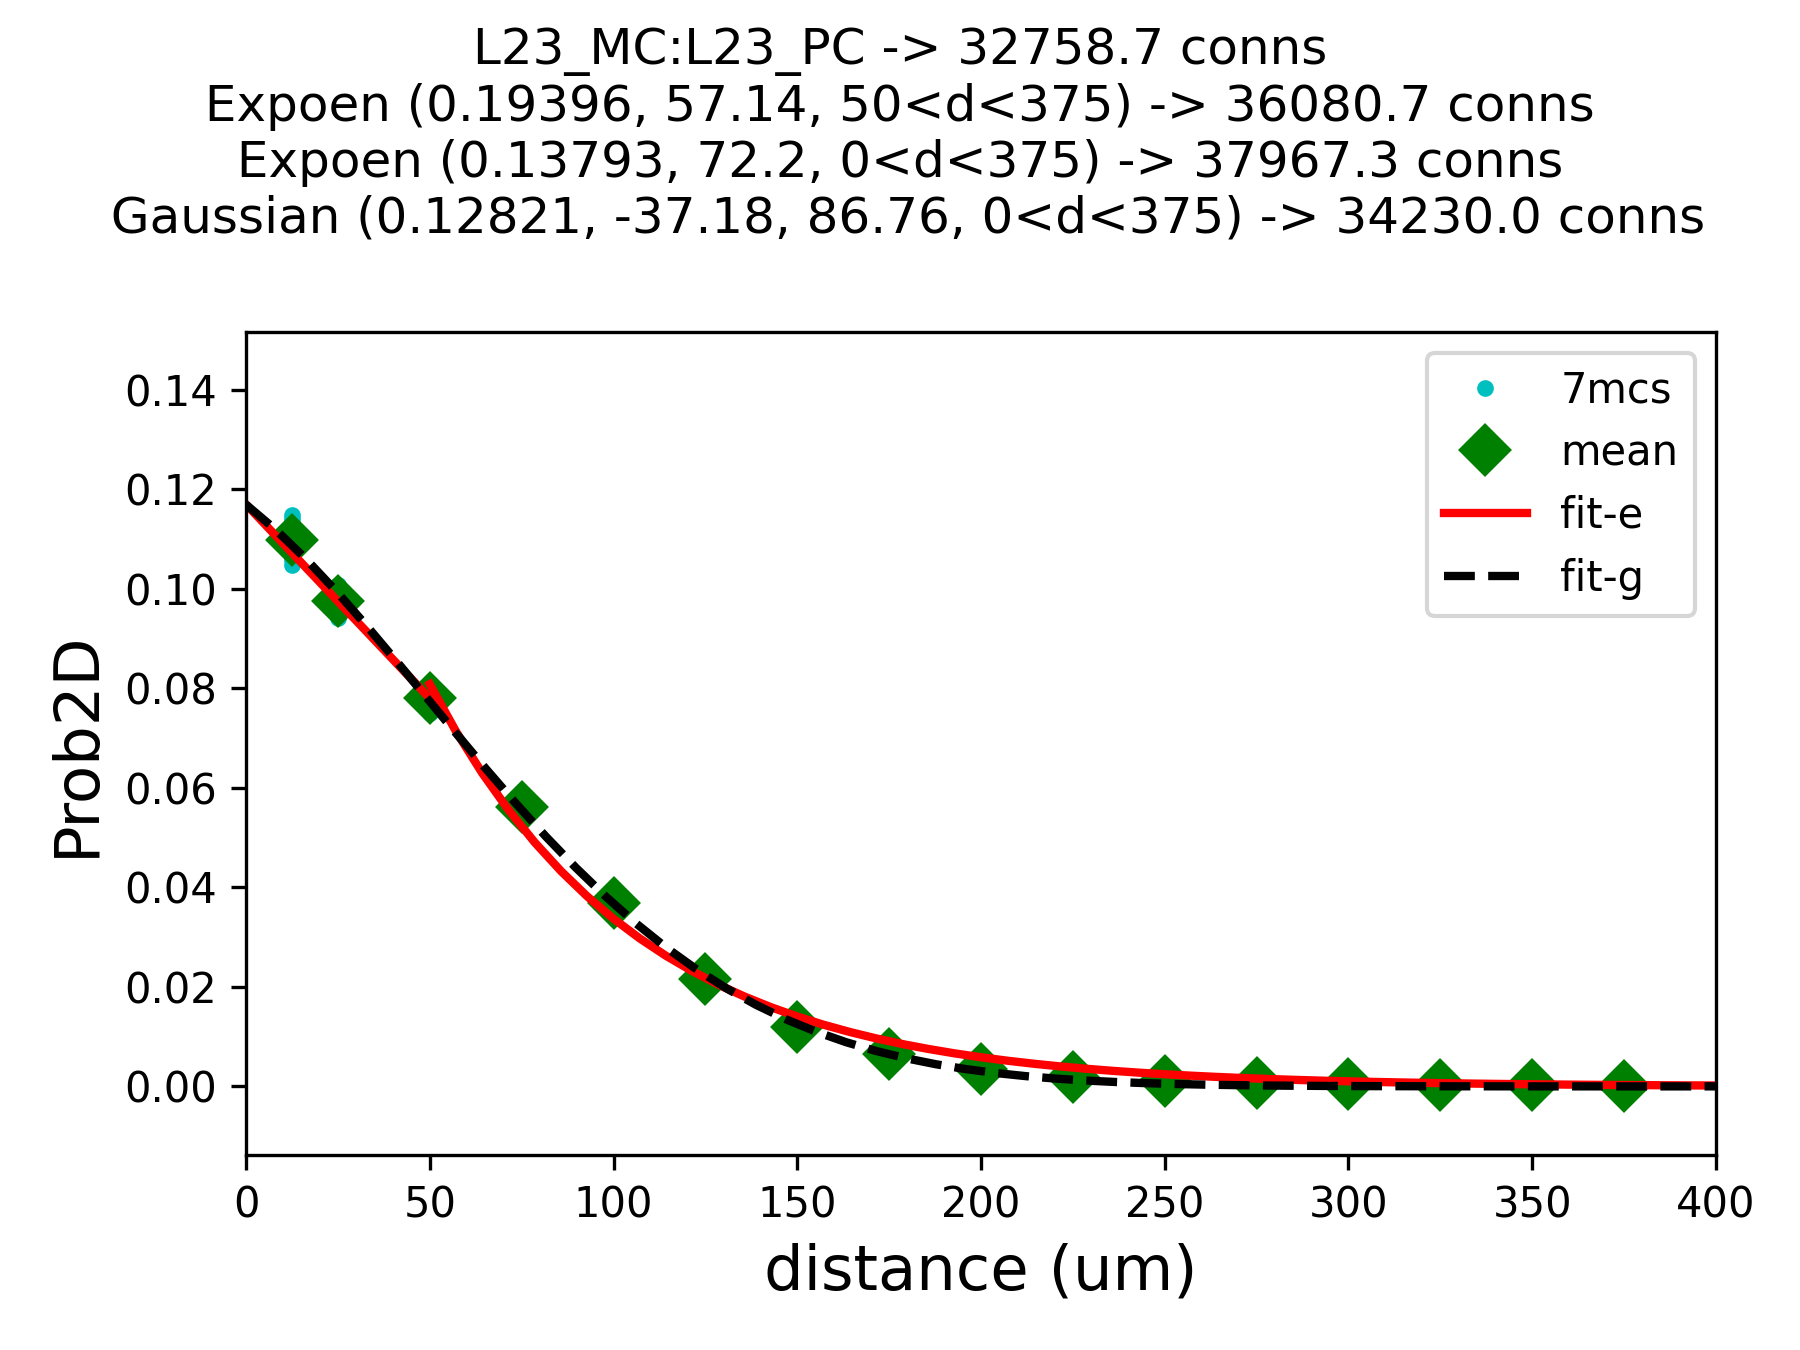 L23_MC:L23_PC -> 32758.7 conns
Expoen (0.19396, 57.14, 50<d<375) -> 36080.7 conns
Expoen (0.13793, 72.2, 0<d<375) -> 37967.3 conns
Gaussian (0.12821, -37.18, 86.76, 0<d<375) -> 34230.0 conns
7mcs
mean
fit-e
fit-g
Prob2D
0.14
0.12
0.10
0.08
0.06
0.04
0.02
0.00
0 50 100 150 200 250 300 350 400
distance (um)